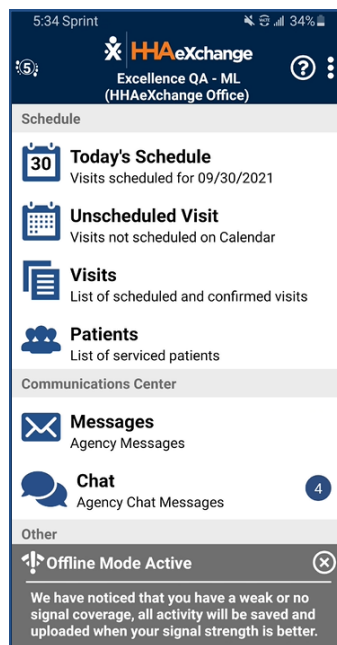 5:34 Sprint 34%
HHAeXchange
5 Excellence QA - ML ?
(HHAeXchange Office)
Schedule
30 Today's Schedule
Visits scheduled for 09/30/2021
Unscheduled Visit
Visits not scheduled on Calendar
Visits
List of scheduled and confirmed visits
Patients
List of serviced patients
Communications Center
Messages
Agency Messages
Chat
Agency Chat Messages 4
Other
Offline Mode Active
We have noticed that you have a weak or no
signal coverage, all activity will be saved and
uploaded when your signal strength is better.